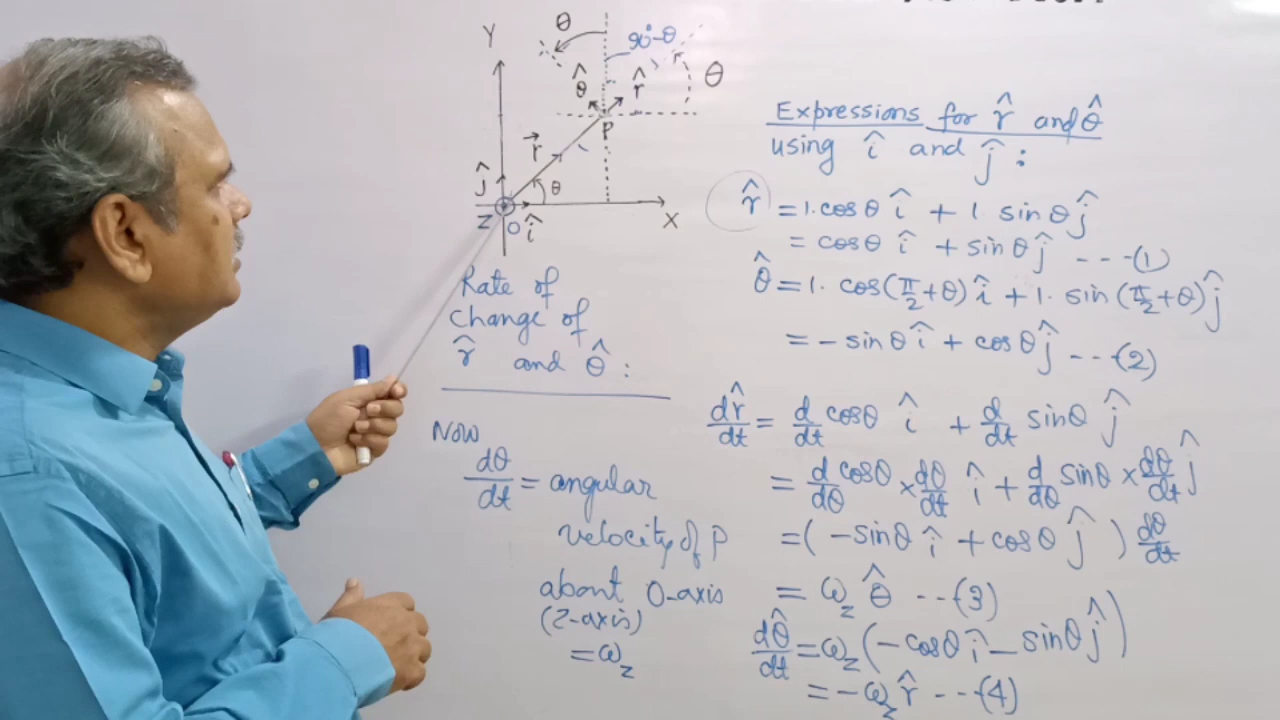 Y
θ
90°-θ
θ̂
r̂
θ
P
r⃗
ĵ
θ
Z
O
î
X
Rate of
change of
r̂ and θ̂ :
Now
dθ/dt = angular
velocity of P
about O-axis
(Z-axis)
= ω_z
Expressions for r̂ and θ̂
using î and ĵ :
r̂ = 1. cosθ î + 1 sinθ ĵ
= cosθ î + sinθ ĵ ---(1)
θ̂ = 1. cos(π/2+θ) î + 1. sin(π/2+θ) ĵ
= - sinθ î + cosθ ĵ ---(2)
dr̂/dt = d/dt cosθ î + d/dt sinθ ĵ
= d/dθ cosθ × dθ/dt î + d/dθ sinθ × dθ/dt ĵ
= ( - sinθ î + cosθ ĵ ) dθ/dt
= ω_z θ̂ ---(3)
dθ̂/dt = ω_z (- cosθ î - sinθ ĵ)
= - ω_z r̂ ---(4)